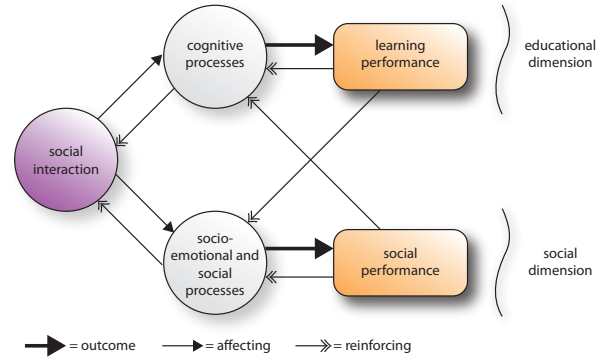 cognitive
processes
learning
performance
educational
dimension
social
interaction
socio-
emotional and
social
processes
social
performance
social
dimension
= outcome
= affecting
= reinforcing